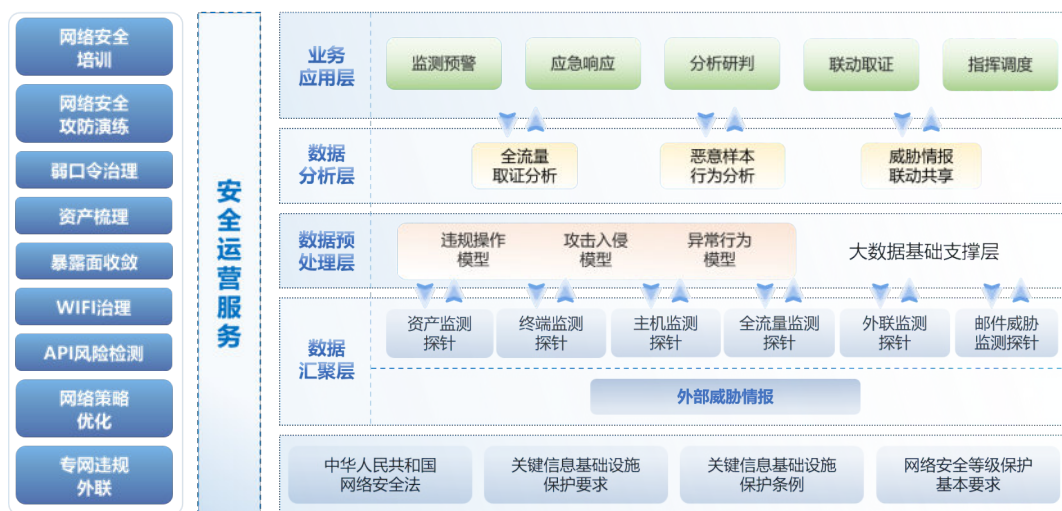 网络安全
培训
网络安全
攻防演练
弱口令治理
资产梳理
暴露面收敛
WIFI治理
API风险检测
网络策略
优化
专网违规
外联
安全运营服务
业务
应用层
监测预警
应急响应
分析研判
联动取证
指挥调度
数据
分析层
全流量
取证分析
恶意样本
行为分析
威胁情报
联动共享
数据预
处理层
违规操作
模型
攻击入侵
模型
异常行为
模型
大数据基础支撑层
数据
汇聚层
资产监测
探针
终端监测
探针
主机监测
探针
全流量监测
探针
外联监测
探针
邮件威胁
监测探针
外部威胁情报
中华人民共和国
网络安全法
关键信息基础设施
保护要求
关键信息基础设施
保护条例
网络安全等级保护
基本要求